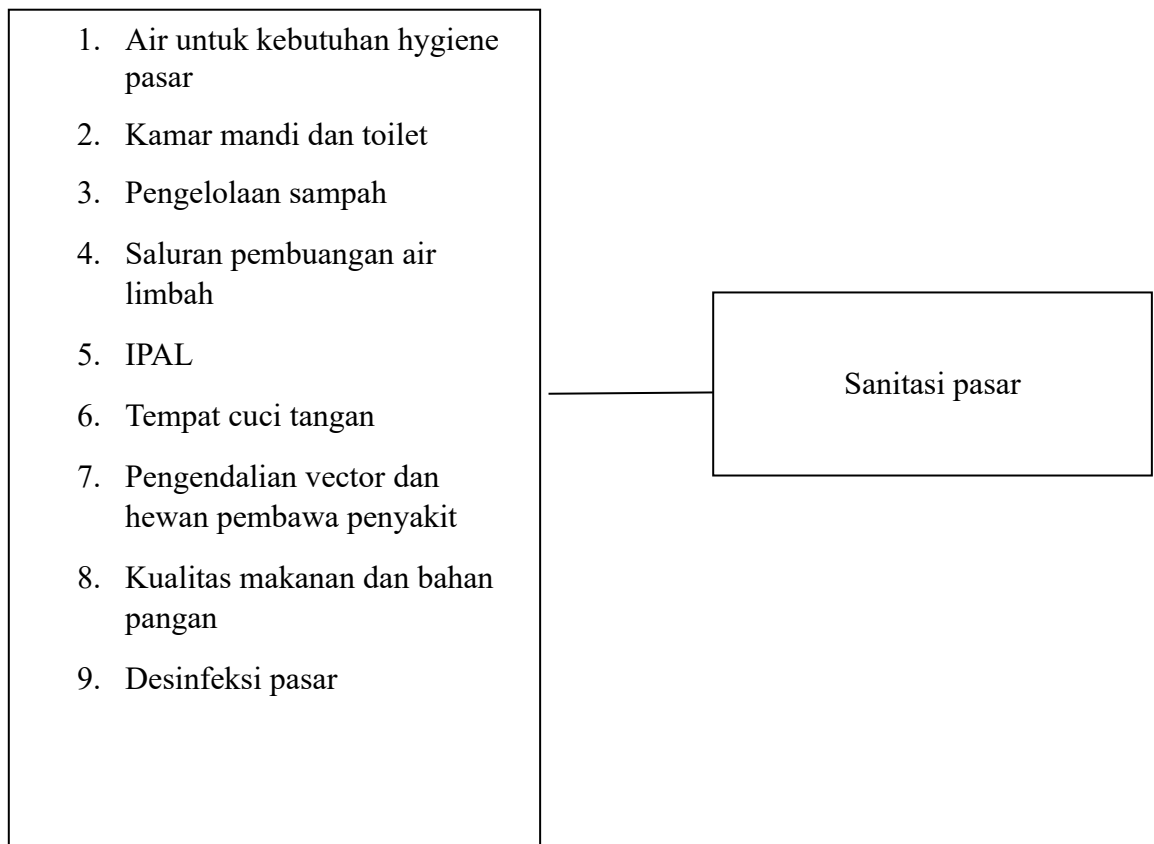 1. Air untuk kebutuhan hygiene
pasar
2. Kamar mandi dan toilet
3. Pengelolaan sampah
4. Saluran pembuangan air
limbah
5. IPAL
6. Tempat cuci tangan
7. Pengendalian vector dan
hewan pembawa penyakit
8. Kualitas makanan dan bahan
pangan
9. Desinfeksi pasar
Sanitasi pasar